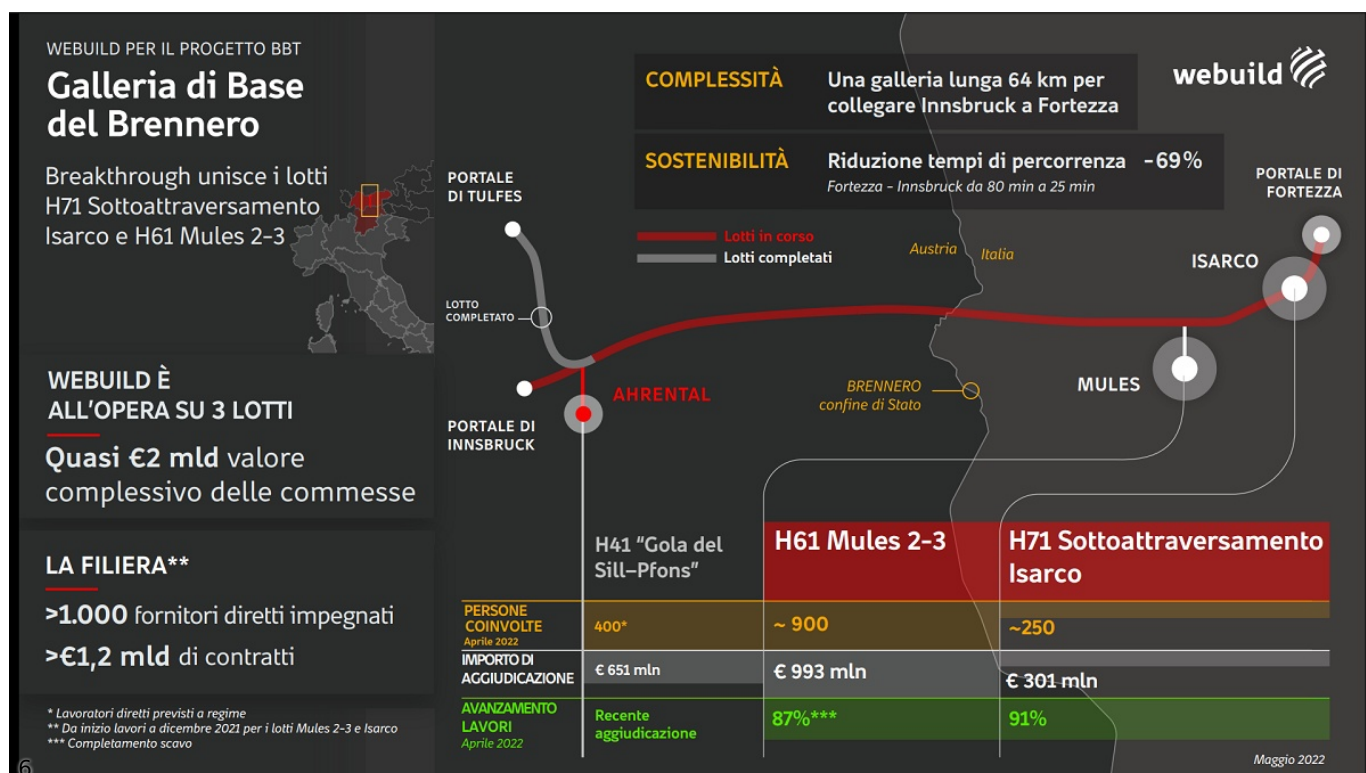 WEBUILD PER IL PROGETTO BBT
Galleria di Base
del Brennero
Breakthrough unisce i lotti
H71 Sottoattraversamento
Isarco e H61 Mules 2-3
WEBUILD È
ALL'OPERA SU 3 LOTTI
Quasi €2 mld valore
complessivo delle commesse
LA FILIERA**
>1.000 fornitori diretti impegnati
>€1,2 mld di contratti
* Lavoratori diretti previsti a regime
** Da inizio lavori a dicembre 2021 per i lotti Mules 2-3 e Isarco
*** Completamento scavo
6
COMPLESSITÀ
Una galleria lunga 64 km per
collegare Innsbruck a Fortezza
webuild
SOSTENIBILITÀ
Riduzione tempi di percorrenza -69%
Fortezza - Innsbruck da 80 min a 25 min
PORTALE
DI TULFES
PORTALE DI
FORTEZZA
Lotti in corso
Lotti completati
Austria
Italia
ISARCO
LOTTO
COMPLETATO
AHRENTAL
BRENNERO
confine di Stato
MULES
PORTALE DI
INNSBRUCK
H41 "Gola del
Sill-Pfons"
H61 Mules 2-3
H71 Sottoattraversamento
Isarco
PERSONE
COINVOLTE
Aprile 2022
400*
~ 900
~250
IMPORTO DI
AGGIUDICAZIONE
€ 651 mln
€ 993 mln
€ 301 mln
AVANZAMENTO
LAVORI
Aprile 2022
Recente
aggiudicazione
87%***
91%
Maggio 2022